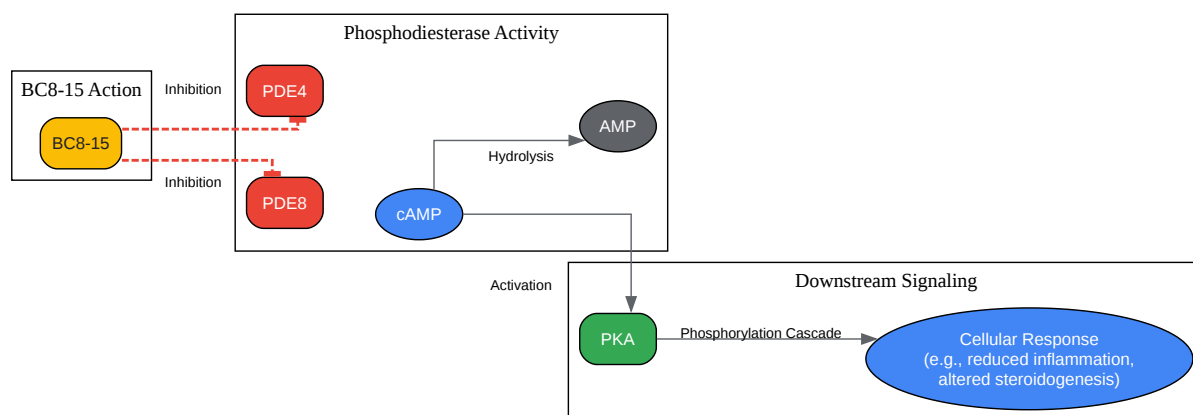 Phosphodiesterase Activity
BC8-15 Action
Inhibition
PDE4
BC8-15
AMP
Hydrolysis
Inhibition
PDE8
cAMP
Activation
Downstream Signaling
PKA
Phosphorylation Cascade
Cellular Response
(e.g., reduced inflammation,
altered steroidogenesis)